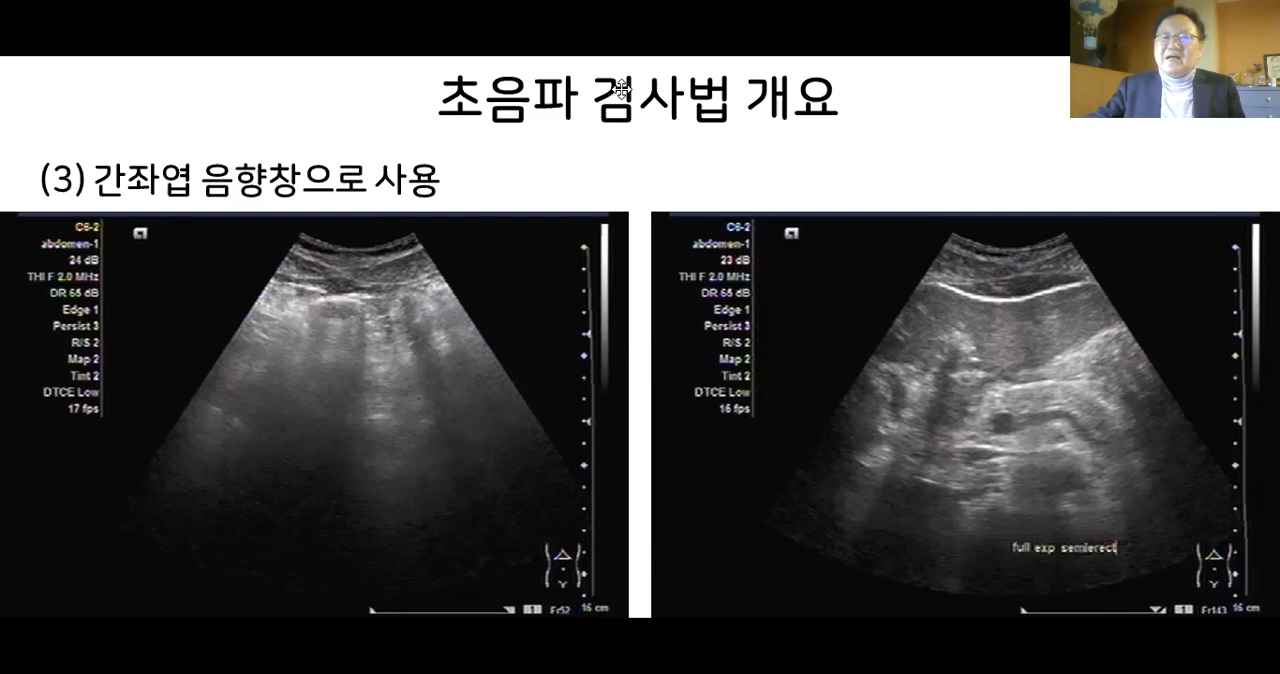 초음파 검사법 개요
(3) 간좌엽 음향창으로 사용
C6-2
abdomen-1
24 dB
THI F 2.0 MHz
DR 65 dB
Edge 1
Persist 3
R/S 2
Map 2
Tint 2
DTCE Low
17 fps
1 Fr52 16 cm
C6-2
abdomen-1
23 dB
THI F 2.0 MHz
DR 65 dB
Edge 1
Persist 3
R/S 2
Map 2
Tint 2
DTCE Low
16 fps
full exp semierect
1 Fr143 16 cm